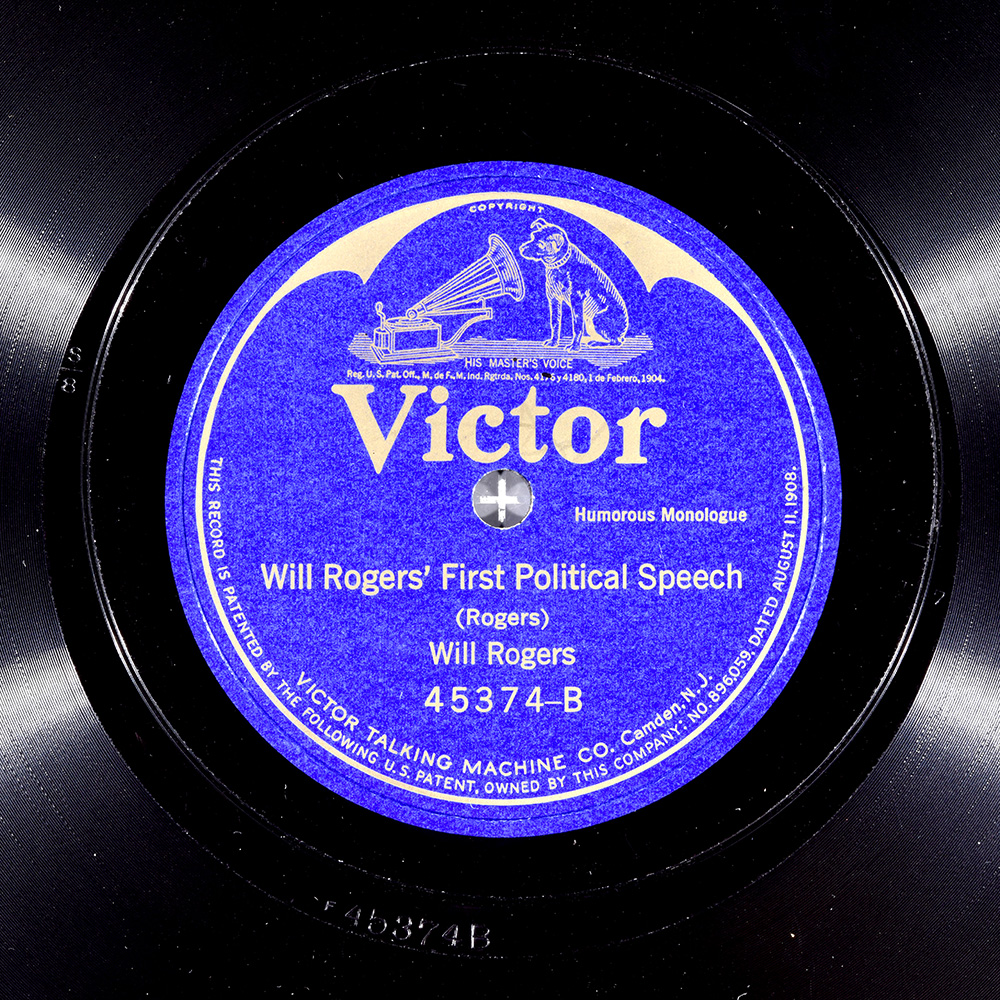 COPYRIGHT
HIS MASTER'S VOICE
Reg. U.S. Pat. Off., M. de F. M. Ind. Rgtrda. Nos. y 4180, 1 de Febrero, 1904.
Victor
Humorous Monologue
Will Rogers' First Political Speech
(Rogers)
Will Rogers
45374-B
VICTOR TALKING MACHINE CO. Camden, N. J.
THIS RECORD IS PATENTED BY THE FOLLOWING U.S. PATENT, OWNED BY THIS COMPANY: NO. 896,059, DATED AUGUST 11, 1908.
S
8
45374B